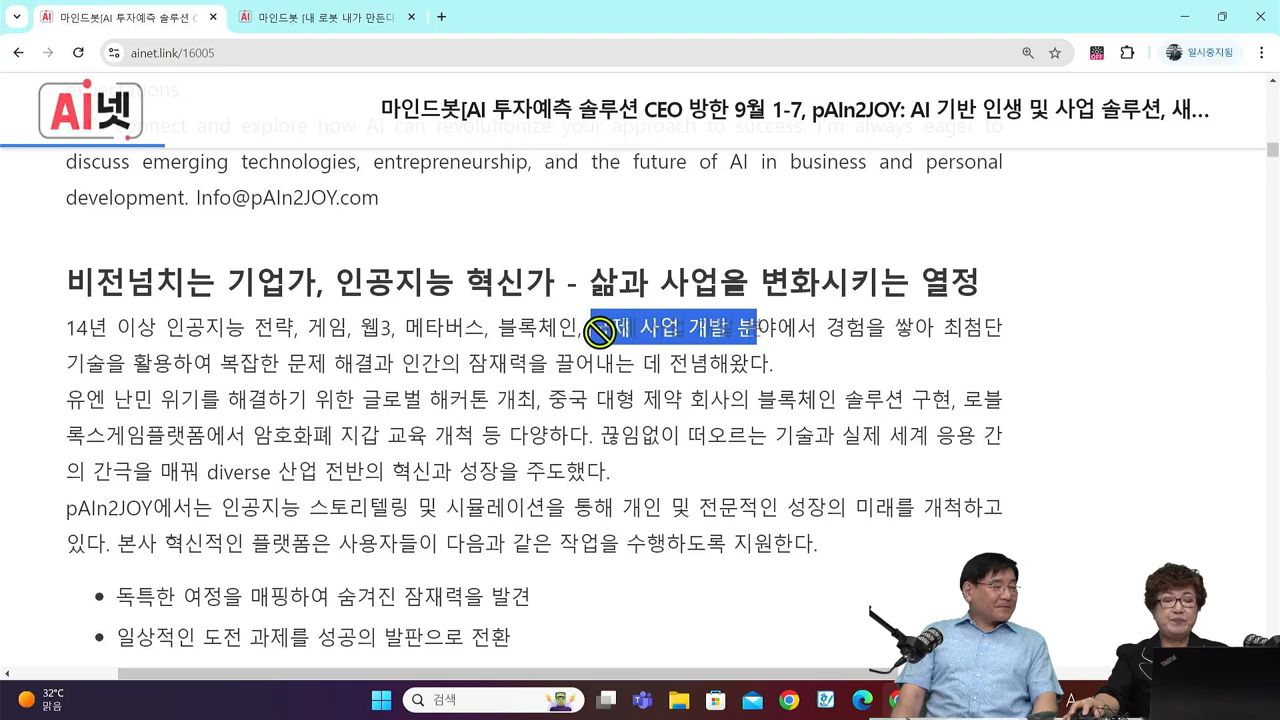 마인드봇[AI 투자예측 솔루션 C
마인드봇 [내 로봇 내가 만든다
ainet.link/16005
OFF
일시중지됨
expectations.
Ai넷
마인드봇[AI 투자예측 솔루션 CEO 방한 9월 1-7, pAIn2JOY: AI 기반 인생 및 사업 솔루션, 새...
connect and explore how AI can revolutionize your approach to success. I'm always eager to
discuss emerging technologies, entrepreneurship, and the future of AI in business and personal
development. Info@pAIn2JOY.com
비전넘치는 기업가, 인공지능 혁신가 - 삶과 사업을 변화시키는 열정
14년 이상 인공지능 전략, 게임, 웹3, 메타버스, 블록체인, 제 사업 개발 분야에서 경험을 쌓아 최첨단
기술을 활용하여 복잡한 문제 해결과 인간의 잠재력을 끌어내는 데 전념해왔다.
유엔 난민 위기를 해결하기 위한 글로벌 해커톤 개최, 중국 대형 제약 회사의 블록체인 솔루션 구현, 로블
록스게임플랫폼에서 암호화폐 지갑 교육 개척 등 다양하다. 끊임없이 떠오르는 기술과 실제 세계 응용 간
의 간극을 매꿔 diverse 산업 전반의 혁신과 성장을 주도했다.
pAIn2JOY에서는 인공지능 스토리텔링 및 시뮬레이션을 통해 개인 및 전문적인 성장의 미래를 개척하고
있다. 본사 혁신적인 플랫폼은 사용자들이 다음과 같은 작업을 수행하도록 지원한다.
• 독특한 여정을 매핑하여 숨겨진 잠재력을 발견
• 일상적인 도전 과제를 성공의 발판으로 전환
32°C
맑음
검색
A
ThinkPad